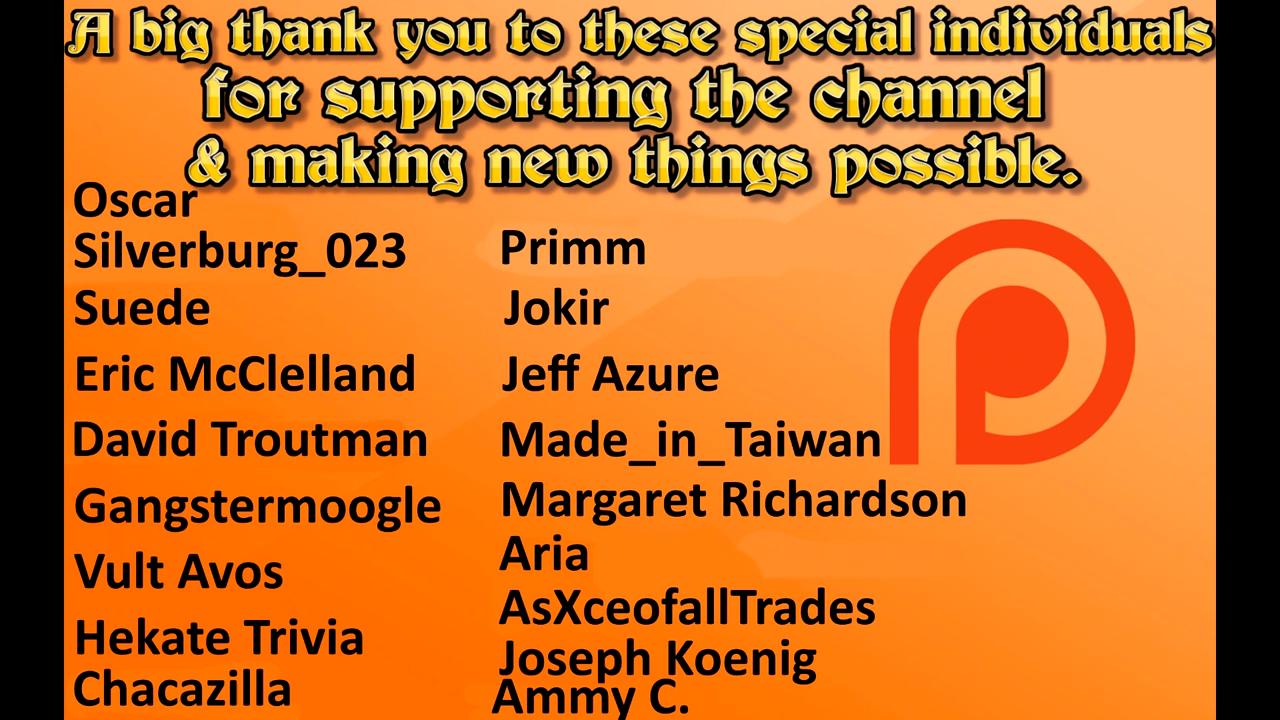 A big thank you to these special individuals
for supporting the channel
& making new things possible.
Oscar
Silverburg_023
Suede
Eric McClelland
David Troutman
Gangstermoogle
Vult Avos
Hekate Trivia
Chacazilla
Primm
Jokir
Jeff Azure
Made_in_Taiwan
Margaret Richardson
Aria
AsXceofallTrades
Joseph Koenig
Ammy C.